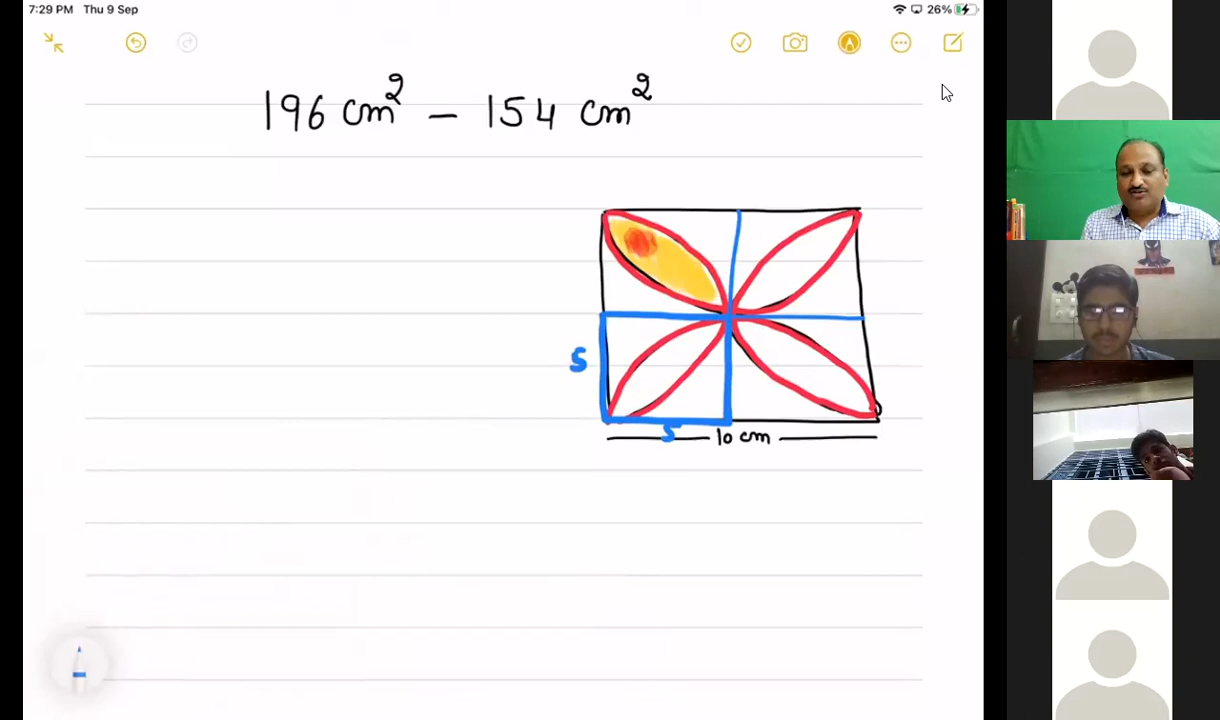 7:29 PM Thu 9 Sep
26%
196 cm² – 154 cm²
5
5
10 cm